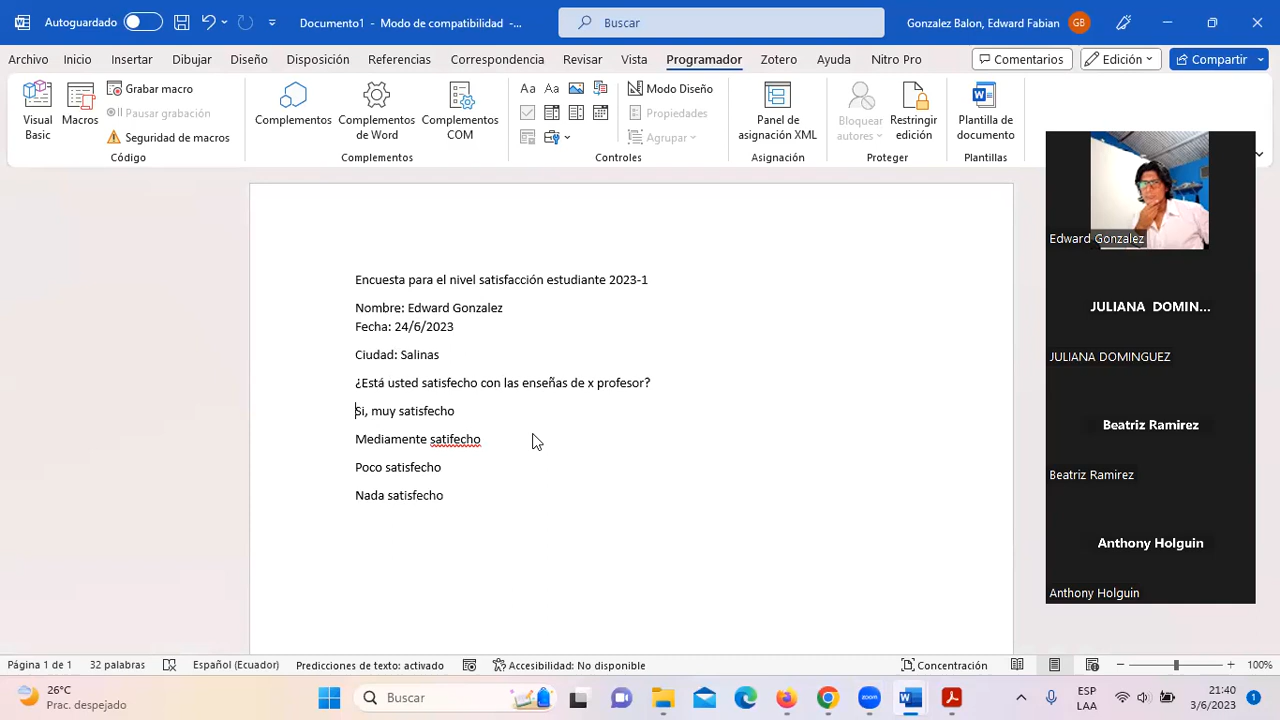 Autoguardado
Documento1 - Modo de compatibilidad -...
Buscar
Gonzalez Balon, Edward Fabian
GB
Archivo Inicio Insertar Dibujar Diseño Disposición Referencias Correspondencia Revisar Vista Programador Zotero Ayuda Nitro Pro
Comentarios Edición Compartir
Visual Basic
Macros
Grabar macro
Pausar grabación
Seguridad de macros
Código
Complementos
Complementos de Word
Complementos COM
Complementos
Aa Aa
Modo Diseño
Propiedades
Agrupar
Controles
Panel de asignación XML
Asignación
Bloquear autores
Restringir edición
Proteger
Plantilla de documento
Plantillas
Encuesta para el nivel satisfacción estudiante 2023-1
Nombre: Edward Gonzalez
Fecha: 24/6/2023
Ciudad: Salinas
¿Está usted satisfecho con las enseñas de x profesor?
Si, muy satisfecho
Mediamente satifecho
Poco satisfecho
Nada satisfecho
Edward Gonzalez
JULIANA DOMIN...
JULIANA DOMINGUEZ
Beatriz Ramirez
Beatriz Ramirez
Anthony Holguin
Anthony Holguin
Página 1 de 1 32 palabras Español (Ecuador) Predicciones de texto: activado Accesibilidad: No disponible Concentración 100%
26°C
Prac. despejado
Buscar
zoom
ESP
LAA
21:40
3/6/2023
1